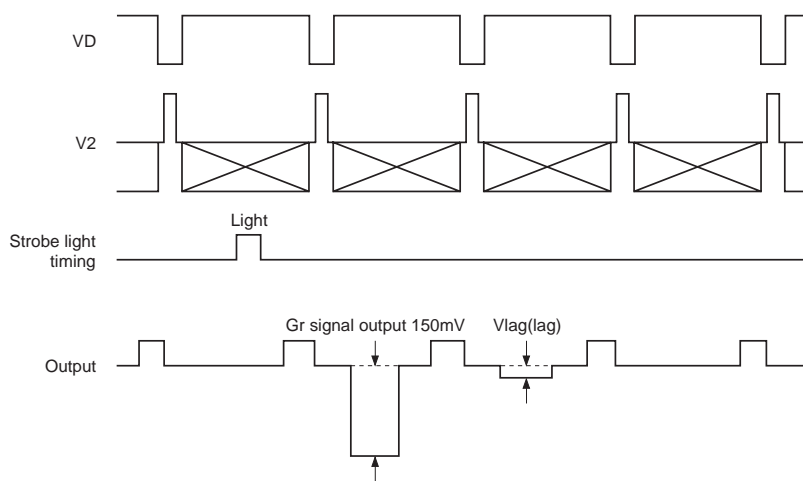 VD
V2
Light
Strobe light
timing
Gr signal output 150mV
Vlag(lag)
Output